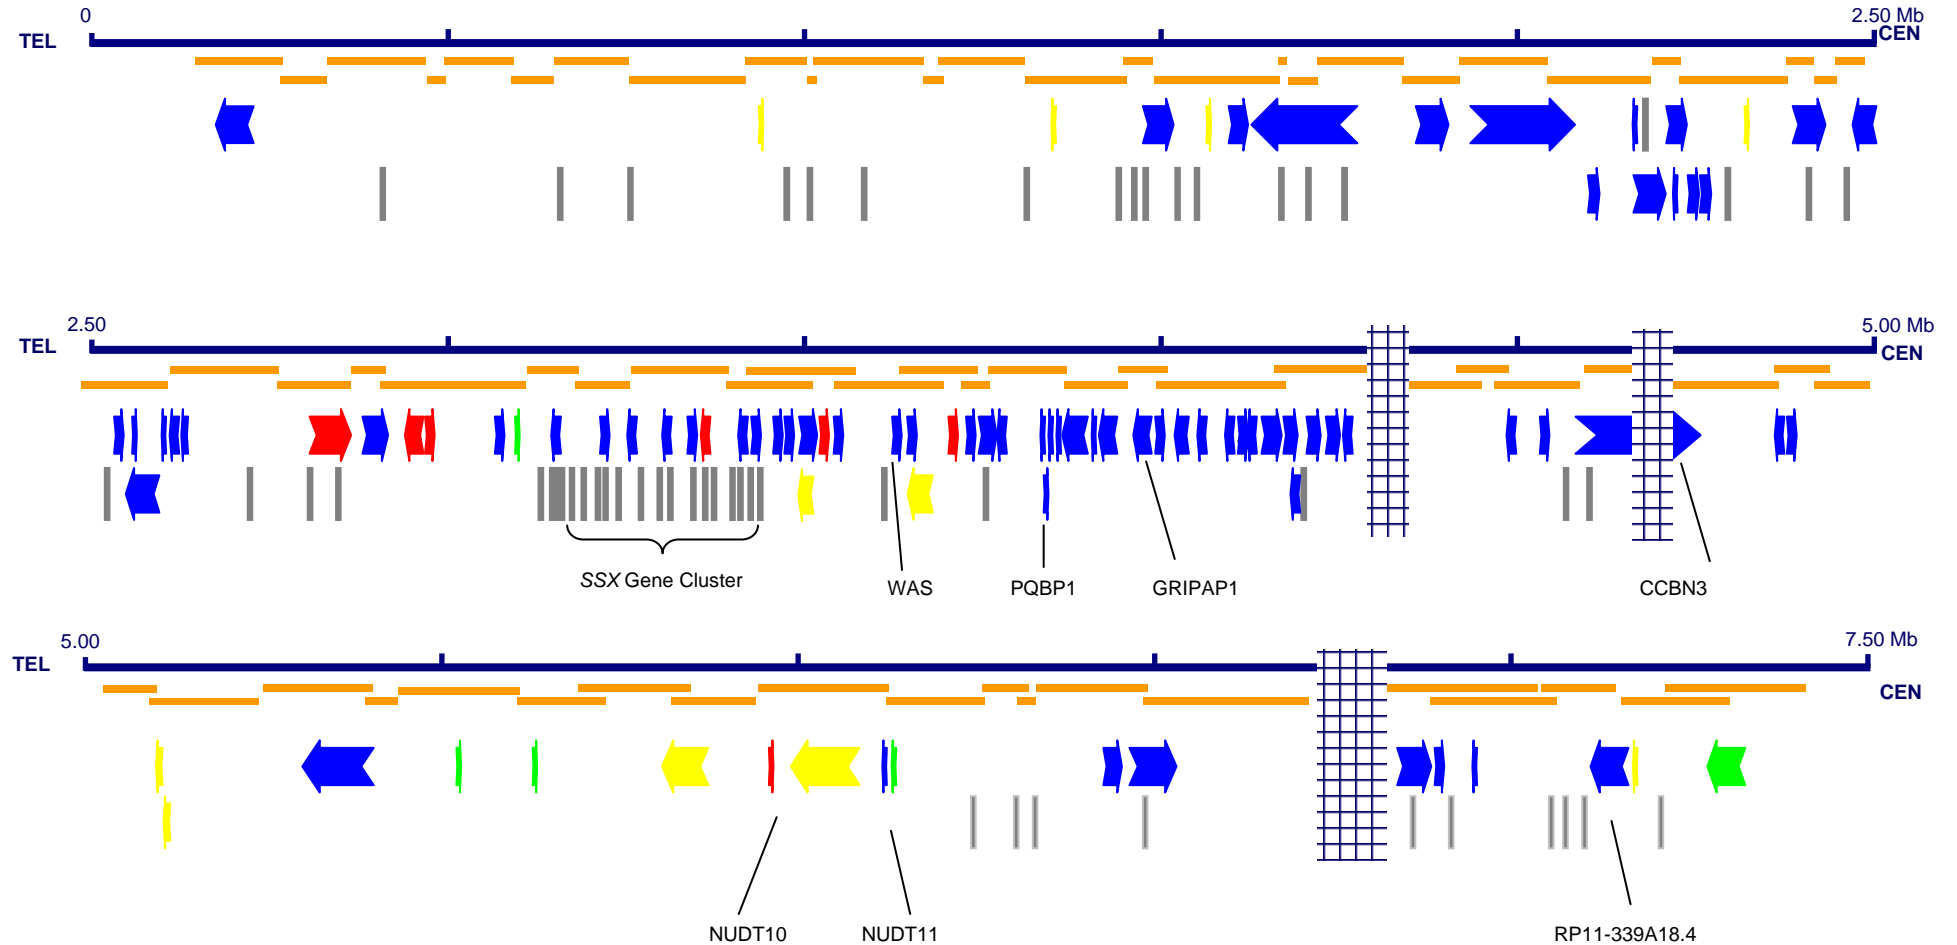 0
2.50 Mb
TEL
CEN
2.50
5.00 Mb
TEL
CEN
SSX Gene Cluster
WAS
PQBP1
GRIPAP1
CCBN3
5.00
7.50 Mb
TEL
CEN
NUDT10
NUDT11
RP11-339A18.4